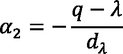 α₂ = − (q − λ) / d_λ